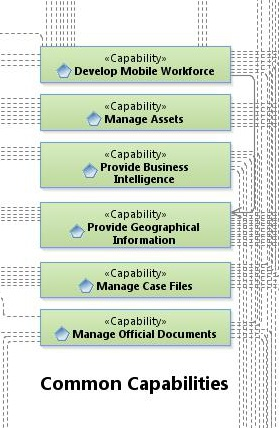 «Capability»
Develop Mobile Workforce
«Capability»
Manage Assets
«Capability»
Provide Business
Intelligence
«Capability»
Provide Geographical
Information
«Capability»
Manage Case Files
«Capability»
Manage Official Documents
Common Capabilities